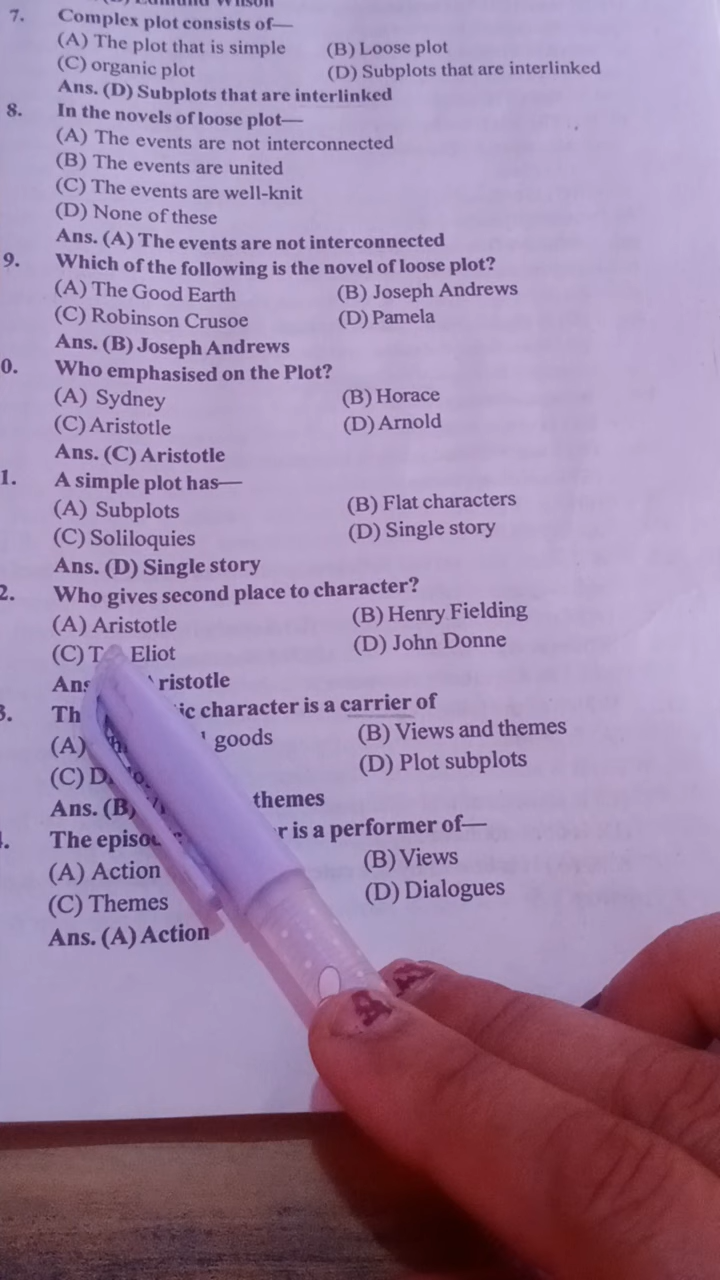 7. Complex plot consists of—
(A) The plot that is simple (B) Loose plot
(C) organic plot (D) Subplots that are interlinked
Ans. (D) Subplots that are interlinked
8. In the novels of loose plot—
(A) The events are not interconnected
(B) The events are united
(C) The events are well-knit
(D) None of these
Ans. (A) The events are not interconnected
9. Which of the following is the novel of loose plot?
(A) The Good Earth (B) Joseph Andrews
(C) Robinson Crusoe (D) Pamela
Ans. (B) Joseph Andrews
0. Who emphasised on the Plot?
(A) Sydney (B) Horace
(C) Aristotle (D) Arnold
Ans. (C) Aristotle
1. A simple plot has—
(A) Subplots (B) Flat characters
(C) Soliloquies (D) Single story
Ans. (D) Single story
2. Who gives second place to character?
(A) Aristotle (B) Henry Fielding
(C) Eliot (D) John Donne
Ans
3. character is a carrier of
(A) goods (B) Views and themes
(C) (D) Plot subplots
Ans. (B) themes
The is a performer of—
(A) Action (B) Views
(C) Themes (D) Dialogues
Ans. (A) Action